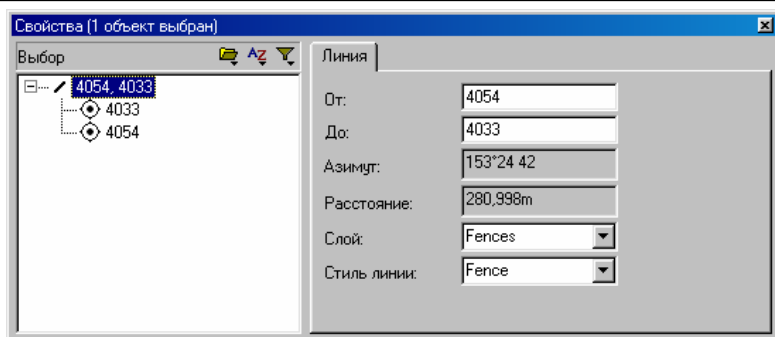 Свойства (1 объект выбран)
Выбор
4054, 4033
4033
4054
Линия
От: 4054
До: 4033
Азимут: 153°24 42
Расстояние: 280,998m
Слой: Fences
Стиль линии: Fence